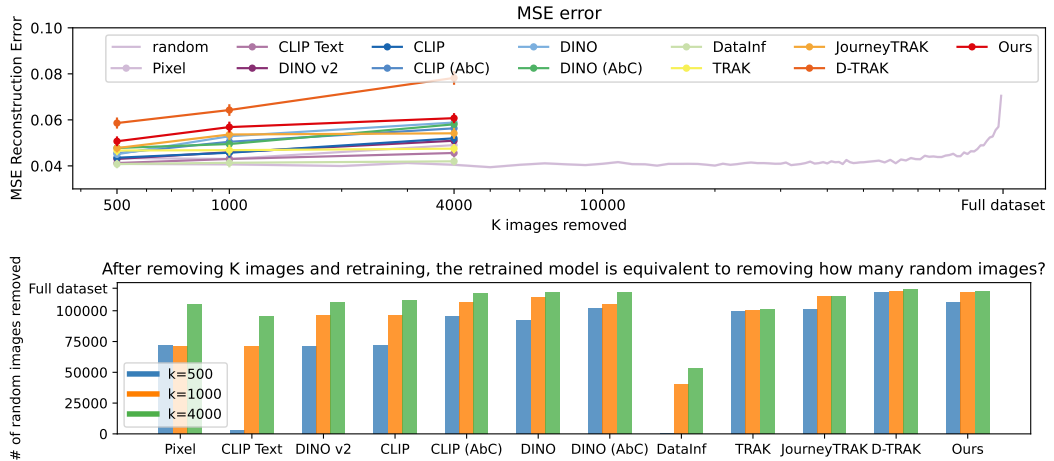 MSE error
MSE Reconstruction Error
0.10
0.08
0.06
0.04
random
Pixel
CLIP Text
DINO v2
CLIP
CLIP (AbC)
DINO
DINO (AbC)
DataInf
TRAK
JourneyTRAK
D-TRAK
Ours
500
1000
4000
10000
Full dataset
K images removed
After removing K images and retraining, the retrained model is equivalent to removing how many random images?
# of random images removed
Full dataset
100000
75000
50000
25000
0
k=500
k=1000
k=4000
Pixel
CLIP Text
DINO v2
CLIP
CLIP (AbC)
DINO
DINO (AbC)
DataInf
TRAK
JourneyTRAK
D-TRAK
Ours